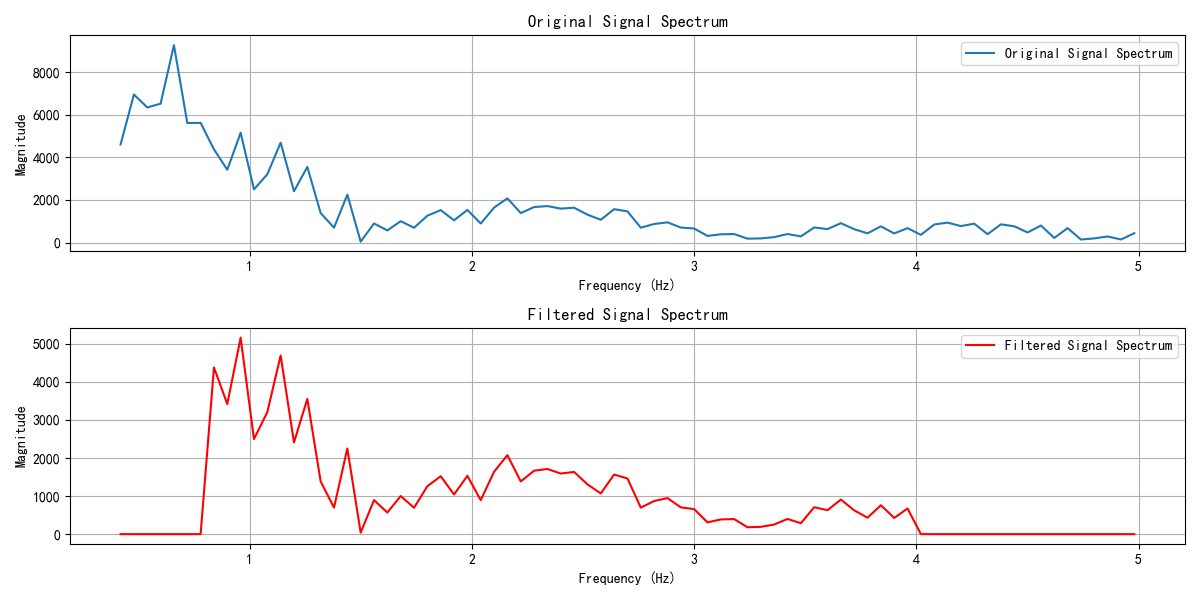 Original Signal Spectrum
Original Signal Spectrum
Magnitude
8000
6000
4000
2000
0
1 2 3 4 5
Frequency (Hz)
Filtered Signal Spectrum
Filtered Signal Spectrum
Magnitude
5000
4000
3000
2000
1000
0
1 2 3 4 5
Frequency (Hz)